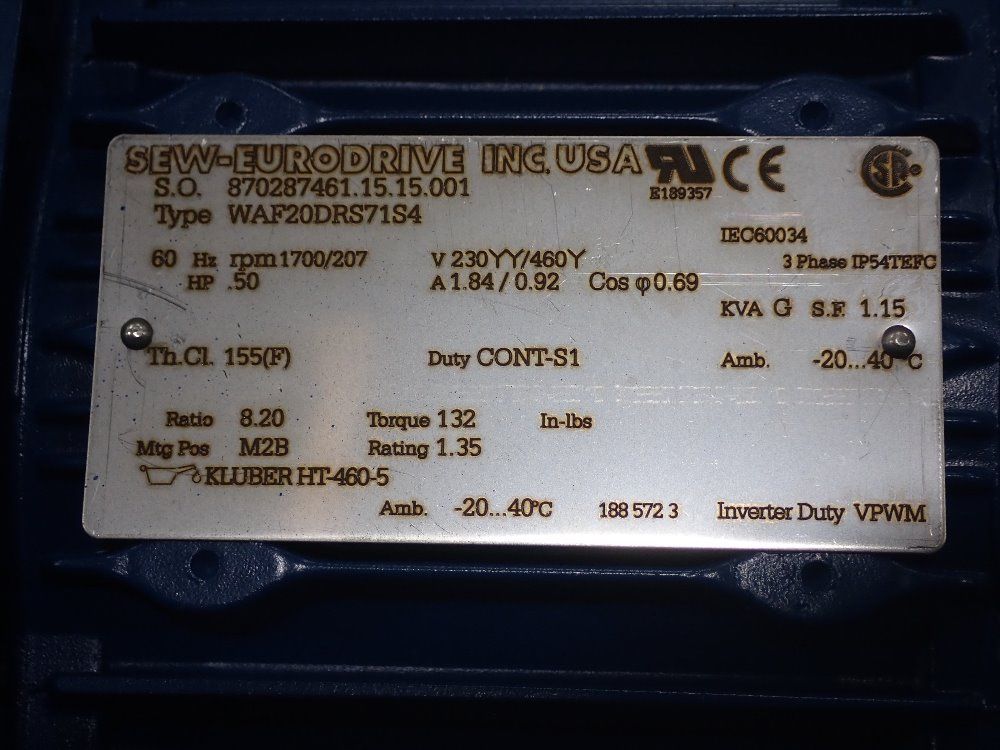 SEW-EURODRIVE INC. USA
S.O. 870287461.15.15.001 E189357
Type WAF20DRS71S4
IEC60034
60 Hz rpm 1700/207 V 230YY/460Y 3 Phase IP54TEFC
HP .50 A 1.84 / 0.92 Cos φ 0.69
KVA G S.F. 1.15
Th.Cl. 155(F) Duty CONT-S1 Amb. -20...40 °C
Ratio 8.20 Torque 132 In-lbs
Mtg Pos M2B Rating 1.35
KLUBER HT-460-5
Amb. -20...40°C 188 572 3 Inverter Duty VPWM